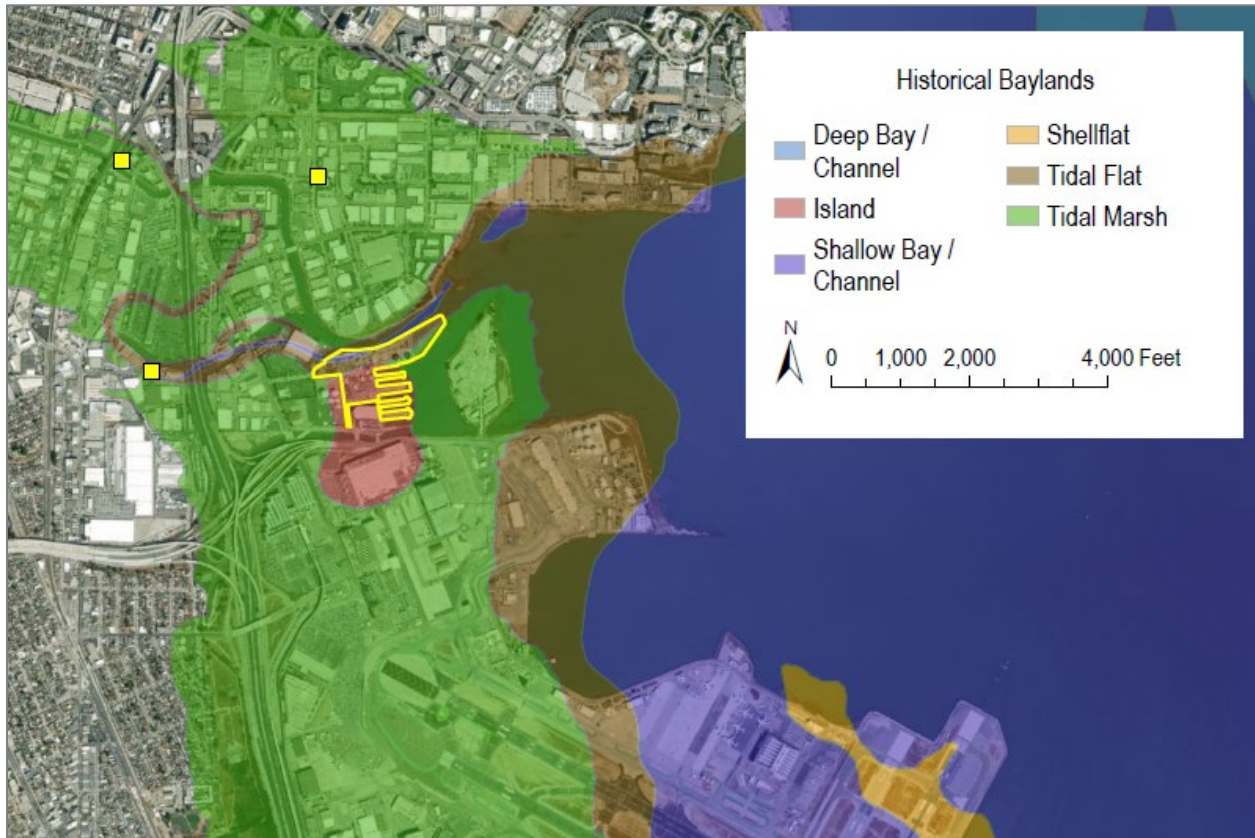 Historical Baylands
Deep Bay /
Channel
Island
Shallow Bay /
Channel
Shellflat
Tidal Flat
Tidal Marsh
N
0 1,000 2,000 4,000 Feet